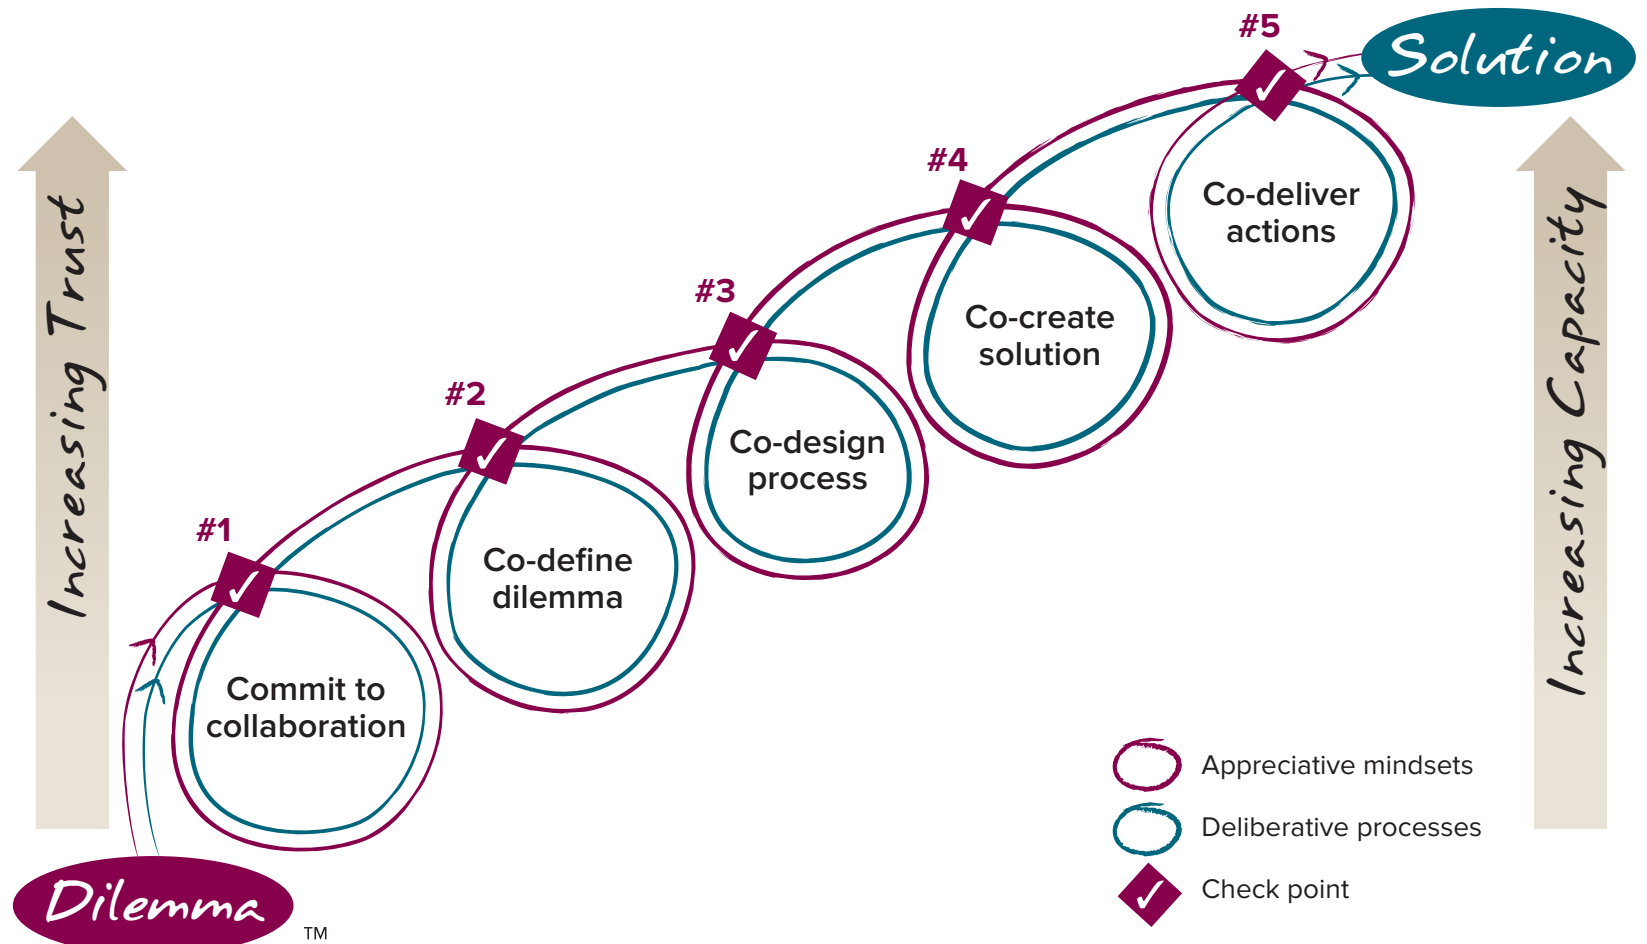 #5
Solution
#4
Co-deliver
actions
#3
Co-create
solution
#2
Co-design
process
#1
Co-define
dilemma
Commit to
collaboration
Increasing Trust
Increasing Capacity
Appreciative mindsets
Deliberative processes
Check point
Dilemma
TM